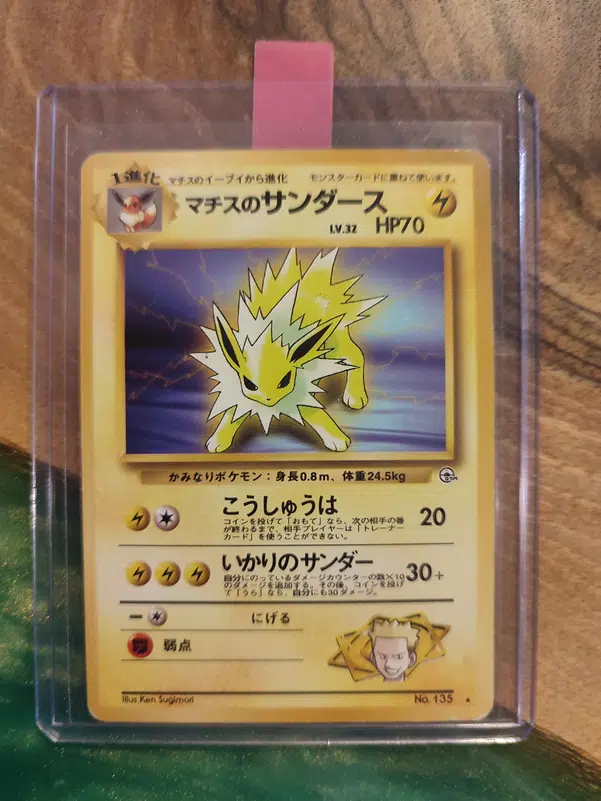 1進化 マチスのイーブイから進化 モンスターカードに重ねて使います。
マチスのサンダース
LV.32 HP70
かみなりポケモン：身長0.8m、体重24.5kg
こうしゅうは 20
コインを投げて「おもて」なら、次の相手の番
が終わるまで、相手プレイヤーは「トレーナー
カード」を使うことができない。
いかりのサンダー 30+
自分にのっているダメージカウンターの数×10
のダメージを追加する。その後、コインを投げ
て「うら」なら、自分にも30ダメージ。
ー にげる
弱点
Illus.Ken Sugimori No. 135 ★